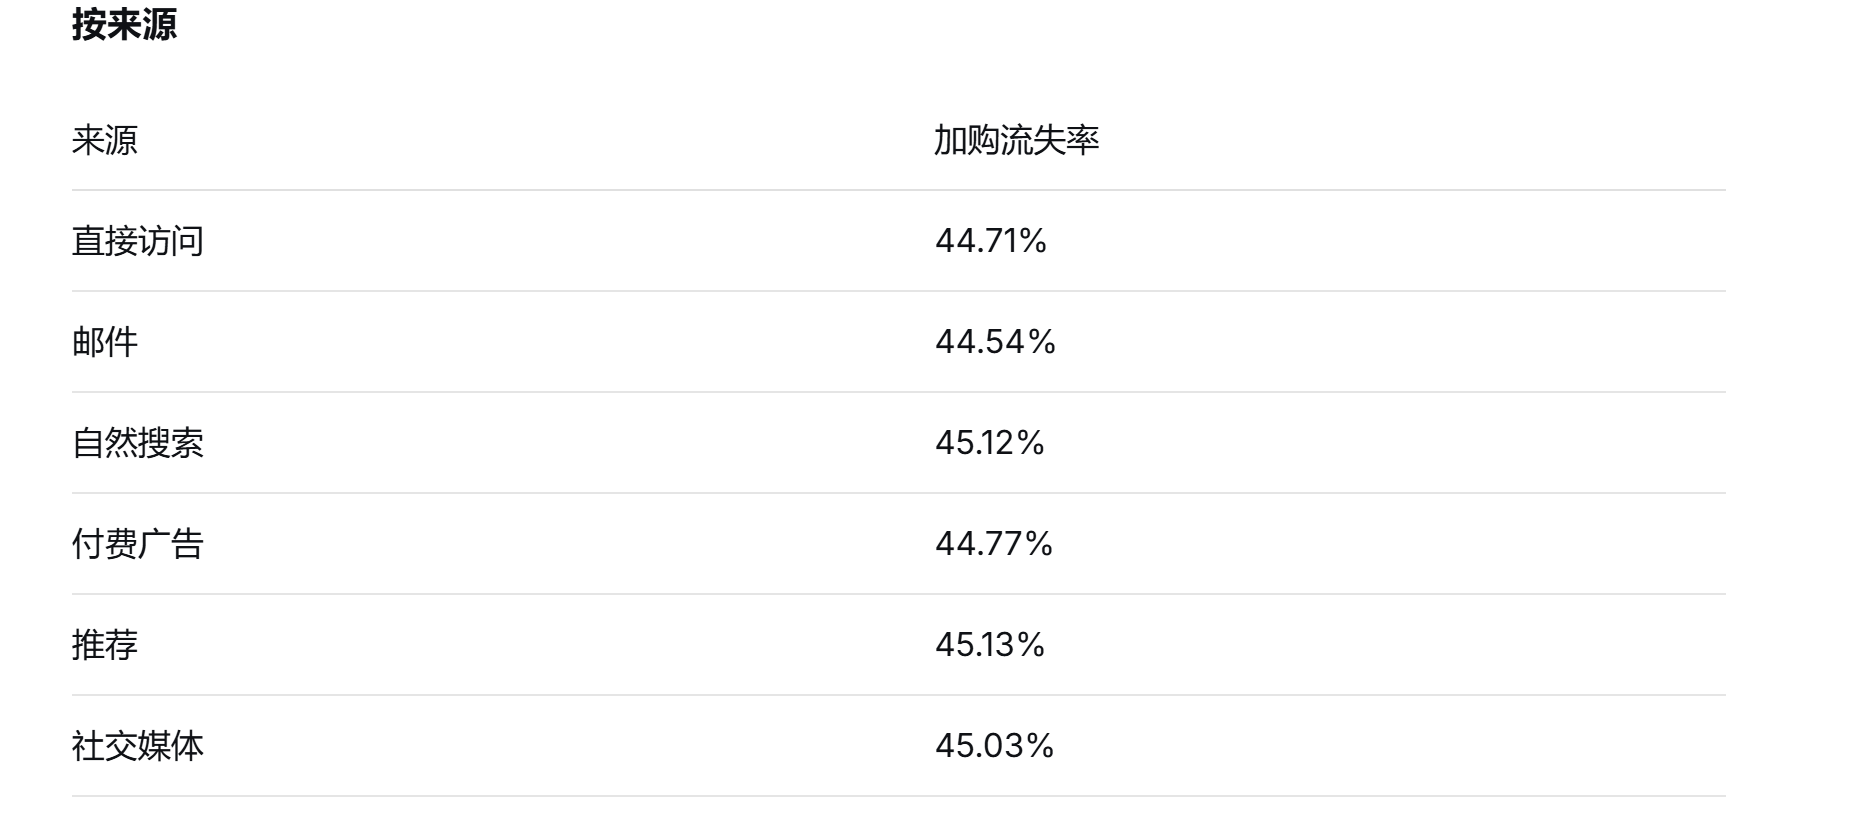 按来源
来源 加购流失率
直接访问 44.71%
邮件 44.54%
自然搜索 45.12%
付费广告 44.77%
推荐 45.13%
社交媒体 45.03%